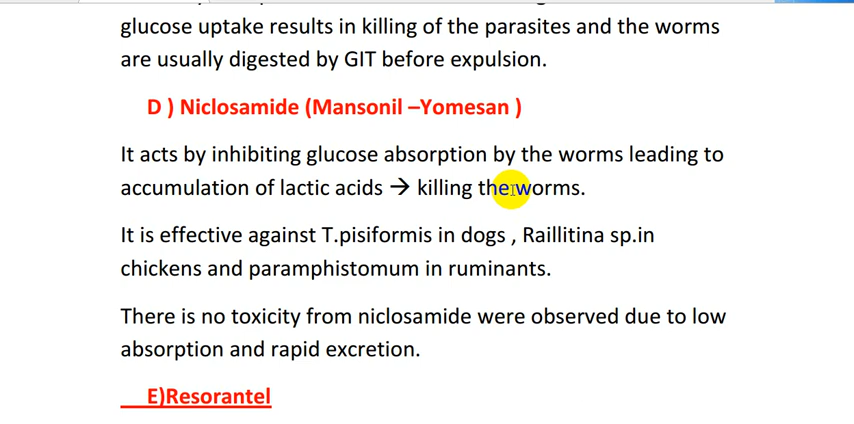 glucose uptake results in killing of the parasites and the worms
are usually digested by GIT before expulsion.
D ) Niclosamide (Mansonil –Yomesan )
It acts by inhibiting glucose absorption by the worms leading to
accumulation of lactic acids → killing the worms.
It is effective against T.pisiformis in dogs , Raillitina sp.in
chickens and paramphistomum in ruminants.
There is no toxicity from niclosamide were observed due to low
absorption and rapid excretion.
E)Resorantel